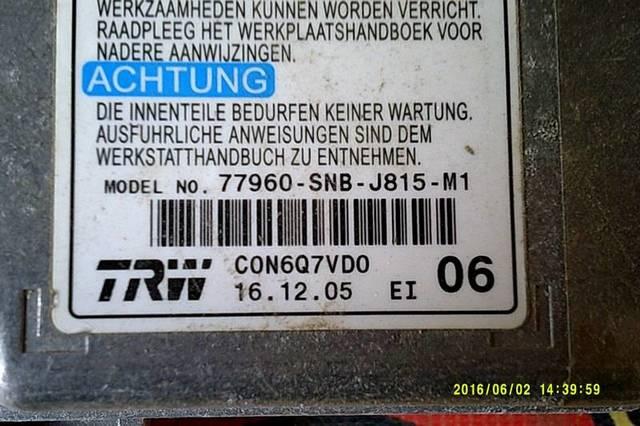 WERKZAAMHEDEN KUNNEN WORDEN VERRICHT.
RAADPLEEG HET WERKPLAATSHANDBOEK VOOR
NADERE AANWIJZINGEN.
ACHTUNG
DIE INNENTEILE BEDURFEN KEINER WARTUNG.
AUSFUHRLICHE ANWEISUNGEN SIND DEM
WERKSTATTHANDBUCH ZU ENTNEHMEN.
MODEL NO. 77960-SNB-J815-M1
TRW CON6Q7VDO
16.12.05 EI 06
2016/06/02 14:39:59